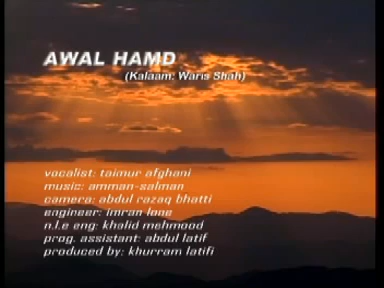 AWAL HAMD
(Kalaam: Waris Shah)
vocalist: taimur afghani
music: amman-salman
camera: abdul razaq bhatti
engineer: imran lone
n.l.e eng: khalid mehmood
prog. assistant: abdul latif
produced by: khurram latifi